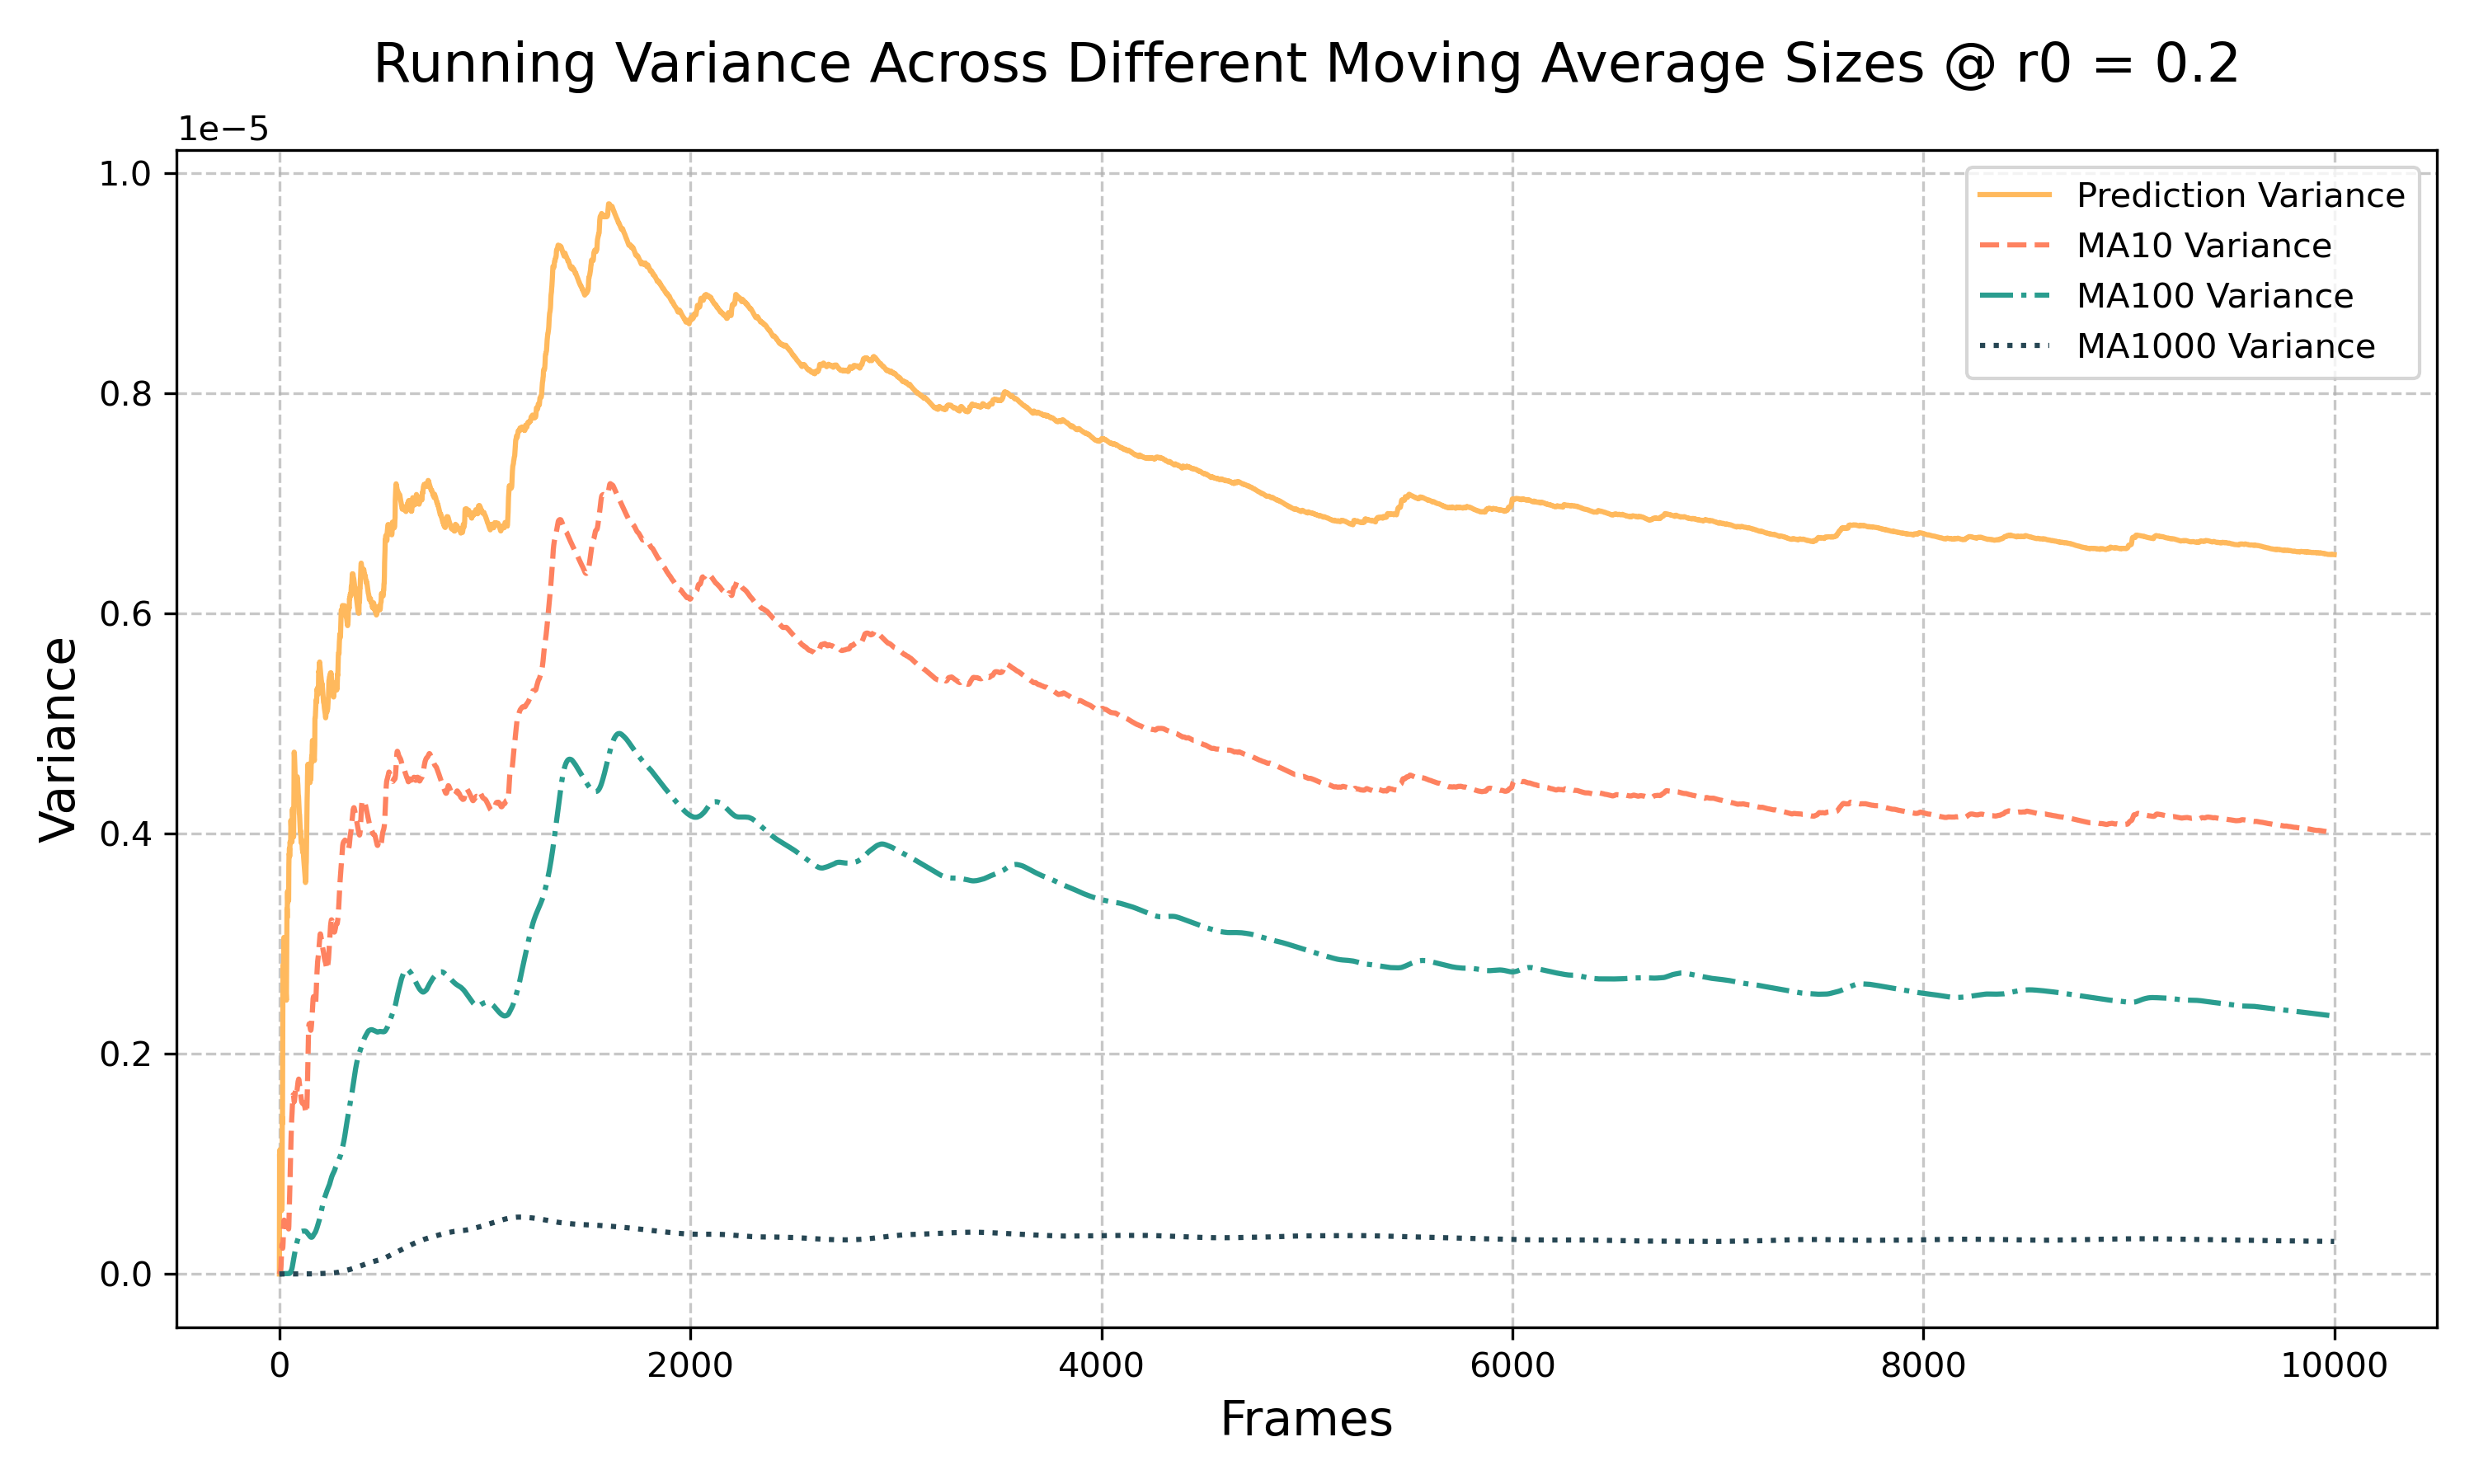 Running Variance Across Different Moving Average Sizes @ r0 = 0.2
1e−5
1.0
0.8
0.6
0.4
0.2
0.0
Variance
Prediction Variance
MA10 Variance
MA100 Variance
MA1000 Variance
0 2000 4000 6000 8000 10000
Frames